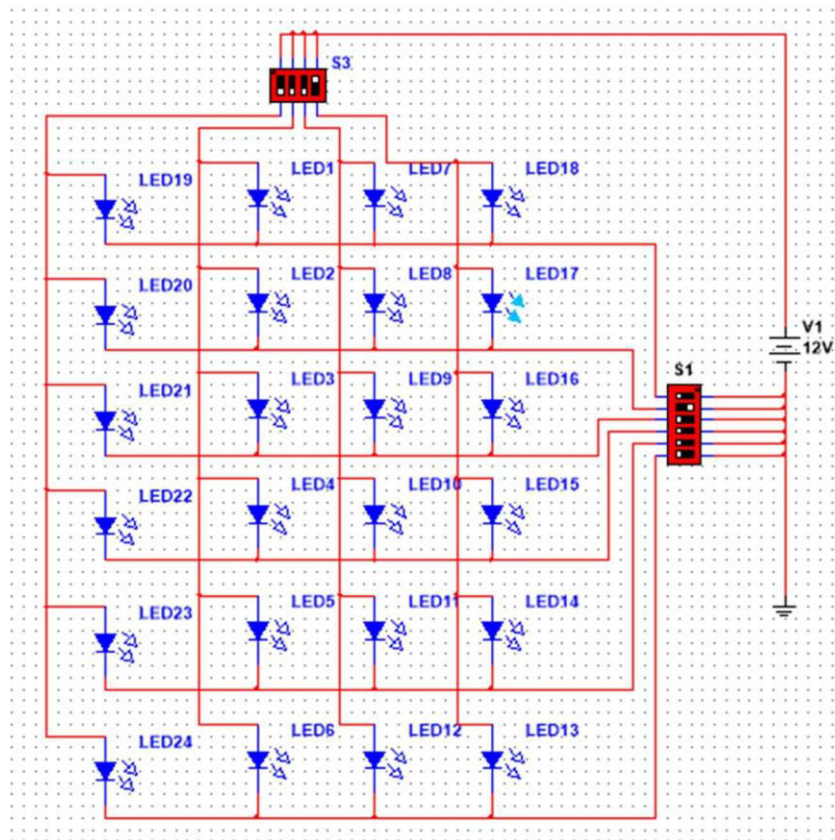 S3
LED19 LED1 LED7 LED18
LED20 LED2 LED8 LED17
V1
12V
S1
LED21 LED3 LED9 LED16
LED22 LED4 LED10 LED15
LED23 LED5 LED11 LED14
LED24 LED6 LED12 LED13